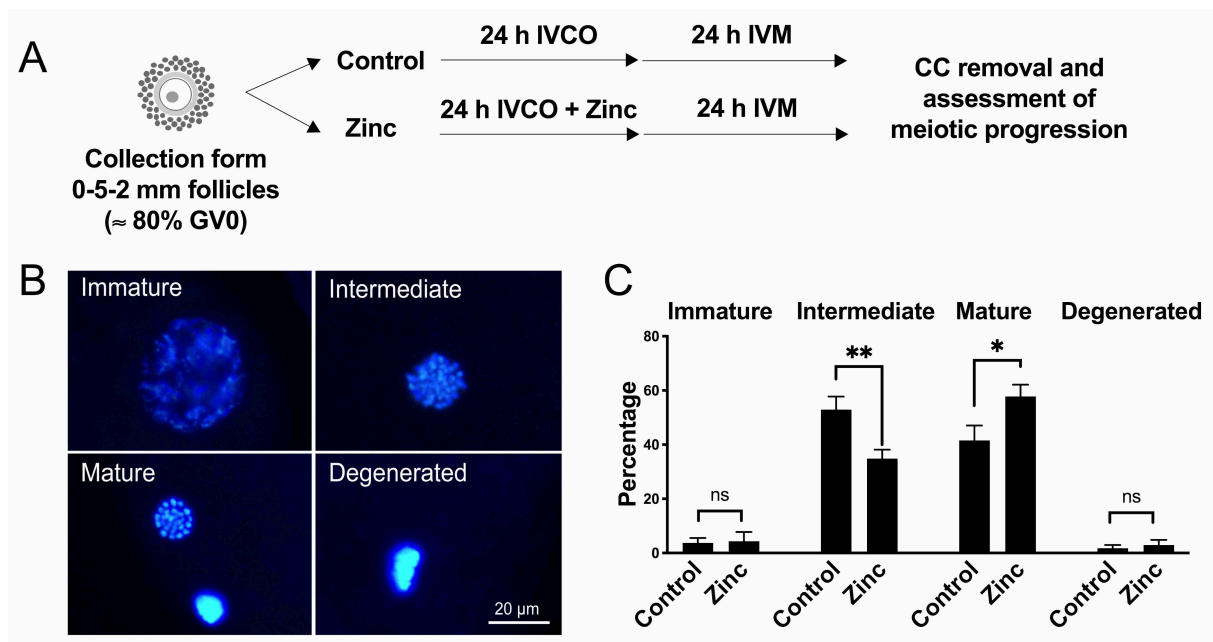 A
Collection form
0-5-2 mm follicles
(≈ 80% GV0)
Control
24 h IVCO
24 h IVM
Zinc
24 h IVCO + Zinc
24 h IVM
CC removal and
assessment of
meiotic progression
B
Immature
Intermediate
Mature
Degenerated
20 µm
C
Immature
Intermediate
Mature
Degenerated
Percentage
80
60
40
20
0
ns
**
*
ns
Control
Zinc
Control
Zinc
Control
Zinc
Control
Zinc